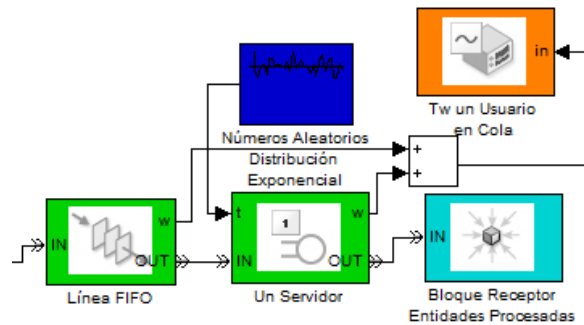 in
Tw un Usuario
en Cola
Números Aleatorios
Distribución
Exponencial
+
+
IN
w
OUT
Línea FIFO
t
1
w
IN
OUT
Un Servidor
IN
Bloque Receptor
Entidades Procesadas